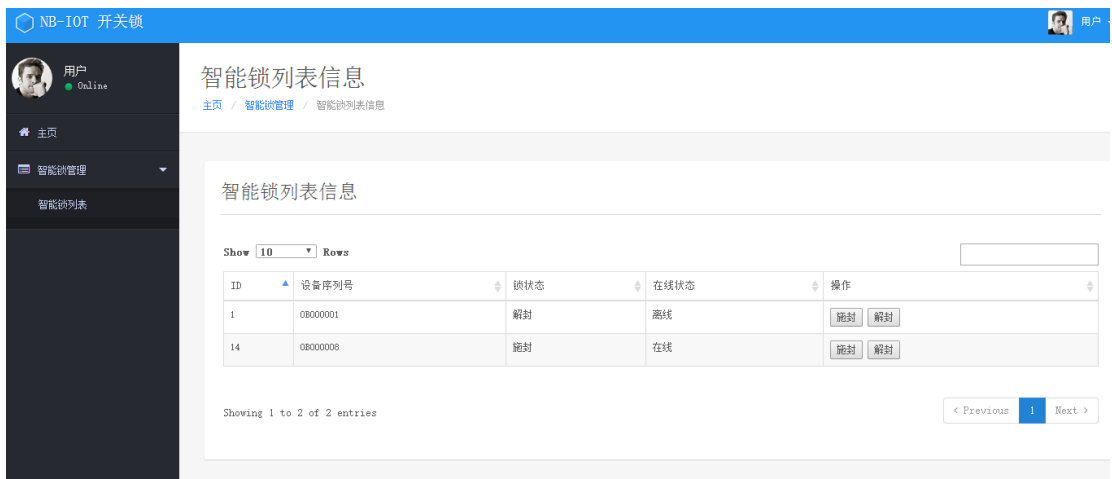 NB-IOT 开关锁
用户
用户
Online
主页
智能锁管理
智能锁列表
智能锁列表信息
主页 / 智能锁管理 / 智能锁列表信息
智能锁列表信息
Show 10 Rows
ID 设备序列号 锁状态 在线状态 操作
1 0B000001 解封 离线 施封 解封
14 0B000008 施封 在线 施封 解封
Showing 1 to 2 of 2 entries
< Previous 1 Next >